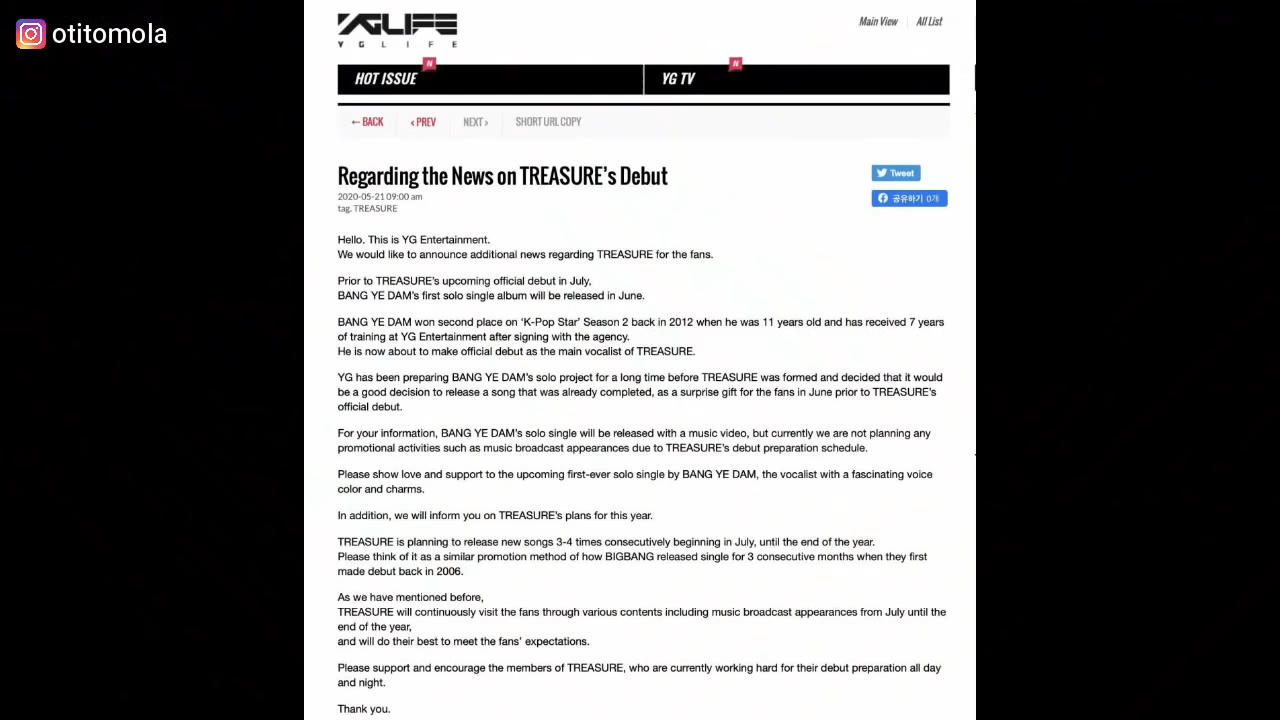 otitomola
YGLIFE
YGLIFE
Main View
All List
N
N
HOT ISSUE
YG TV
← BACK
‹ PREV
NEXT ›
SHORT URL COPY
Regarding the News on TREASURE's Debut
Tweet
2020-05-21 09:00 am
공유하기 0개
tag. TREASURE
Hello. This is YG Entertainment.
We would like to announce additional news regarding TREASURE for the fans.
Prior to TREASURE's upcoming official debut in July,
BANG YE DAM's first solo single album will be released in June.
BANG YE DAM won second place on 'K-Pop Star' Season 2 back in 2012 when he was 11 years old and has received 7 years
of training at YG Entertainment after signing with the agency.
He is now about to make official debut as the main vocalist of TREASURE.
YG has been preparing BANG YE DAM's solo project for a long time before TREASURE was formed and decided that it would
be a good decision to release a song that was already completed, as a surprise gift for the fans in June prior to TREASURE's
official debut.
For your information, BANG YE DAM's solo single will be released with a music video, but currently we are not planning any
promotional activities such as music broadcast appearances due to TREASURE's debut preparation schedule.
Please show love and support to the upcoming first-ever solo single by BANG YE DAM, the vocalist with a fascinating voice
color and charms.
In addition, we will inform you on TREASURE's plans for this year.
TREASURE is planning to release new songs 3-4 times consecutively beginning in July, until the end of the year.
Please think of it as a similar promotion method of how BIGBANG released single for 3 consecutive months when they first
made debut back in 2006.
As we have mentioned before,
TREASURE will continuously visit the fans through various contents including music broadcast appearances from July until the
end of the year,
and will do their best to meet the fans' expectations.
Please support and encourage the members of TREASURE, who are currently working hard for their debut preparation all day
and night.
Thank you.